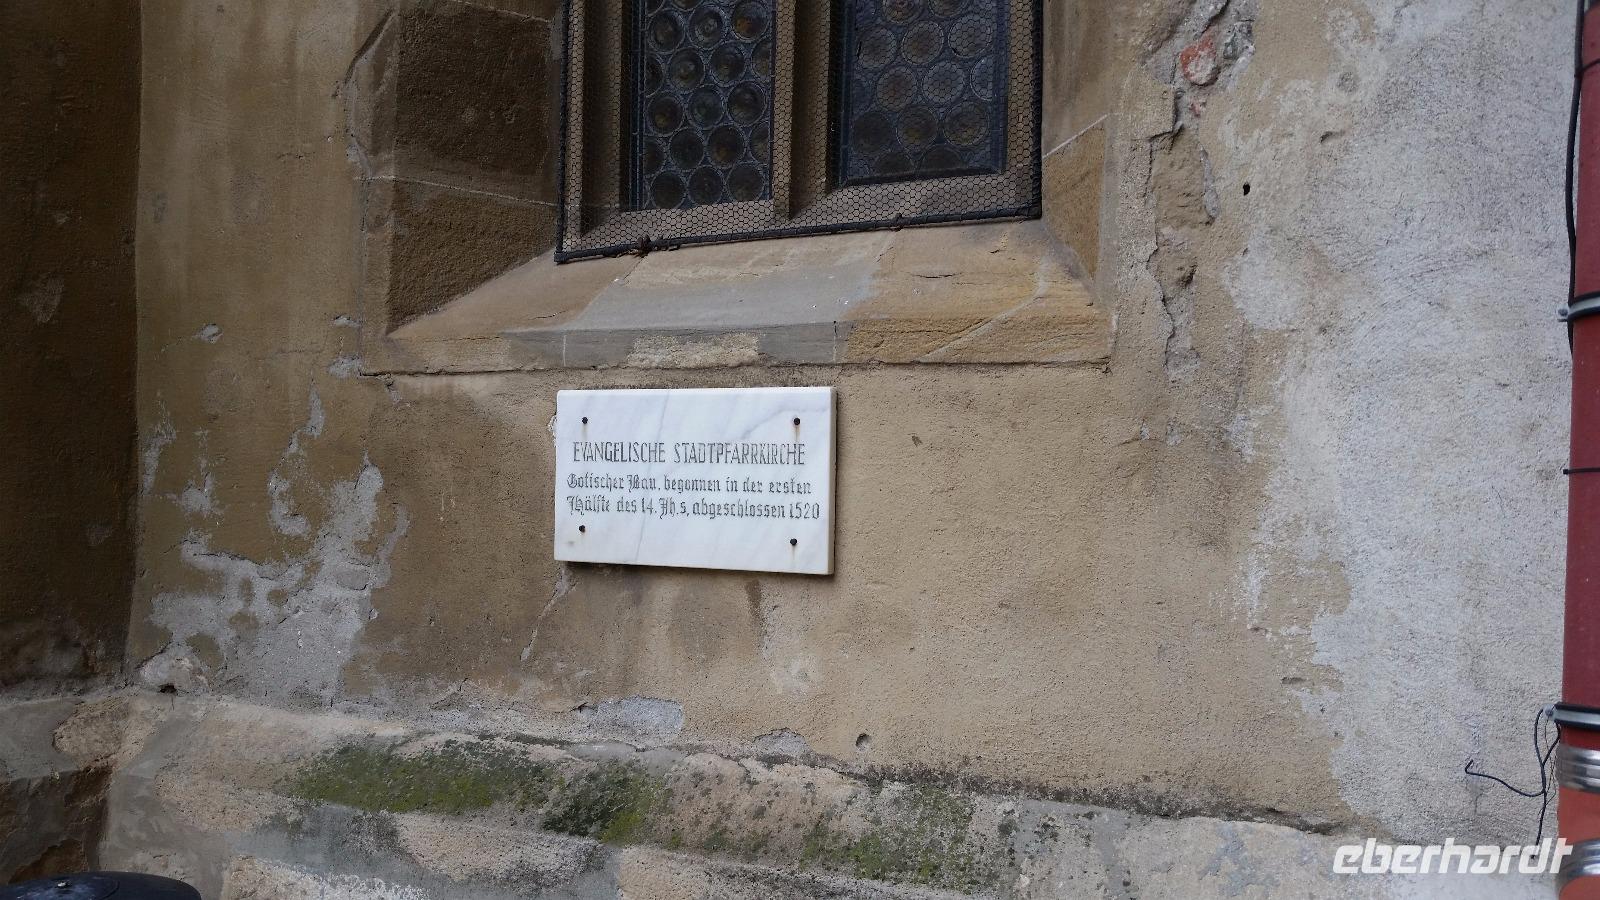 EVANGELISCHE STADTPFARRKIRCHE
Gotischer Bau, begonnen in der ersten
Hälfte des 14. Jh.s, abgeschlossen 1520
eberhardt